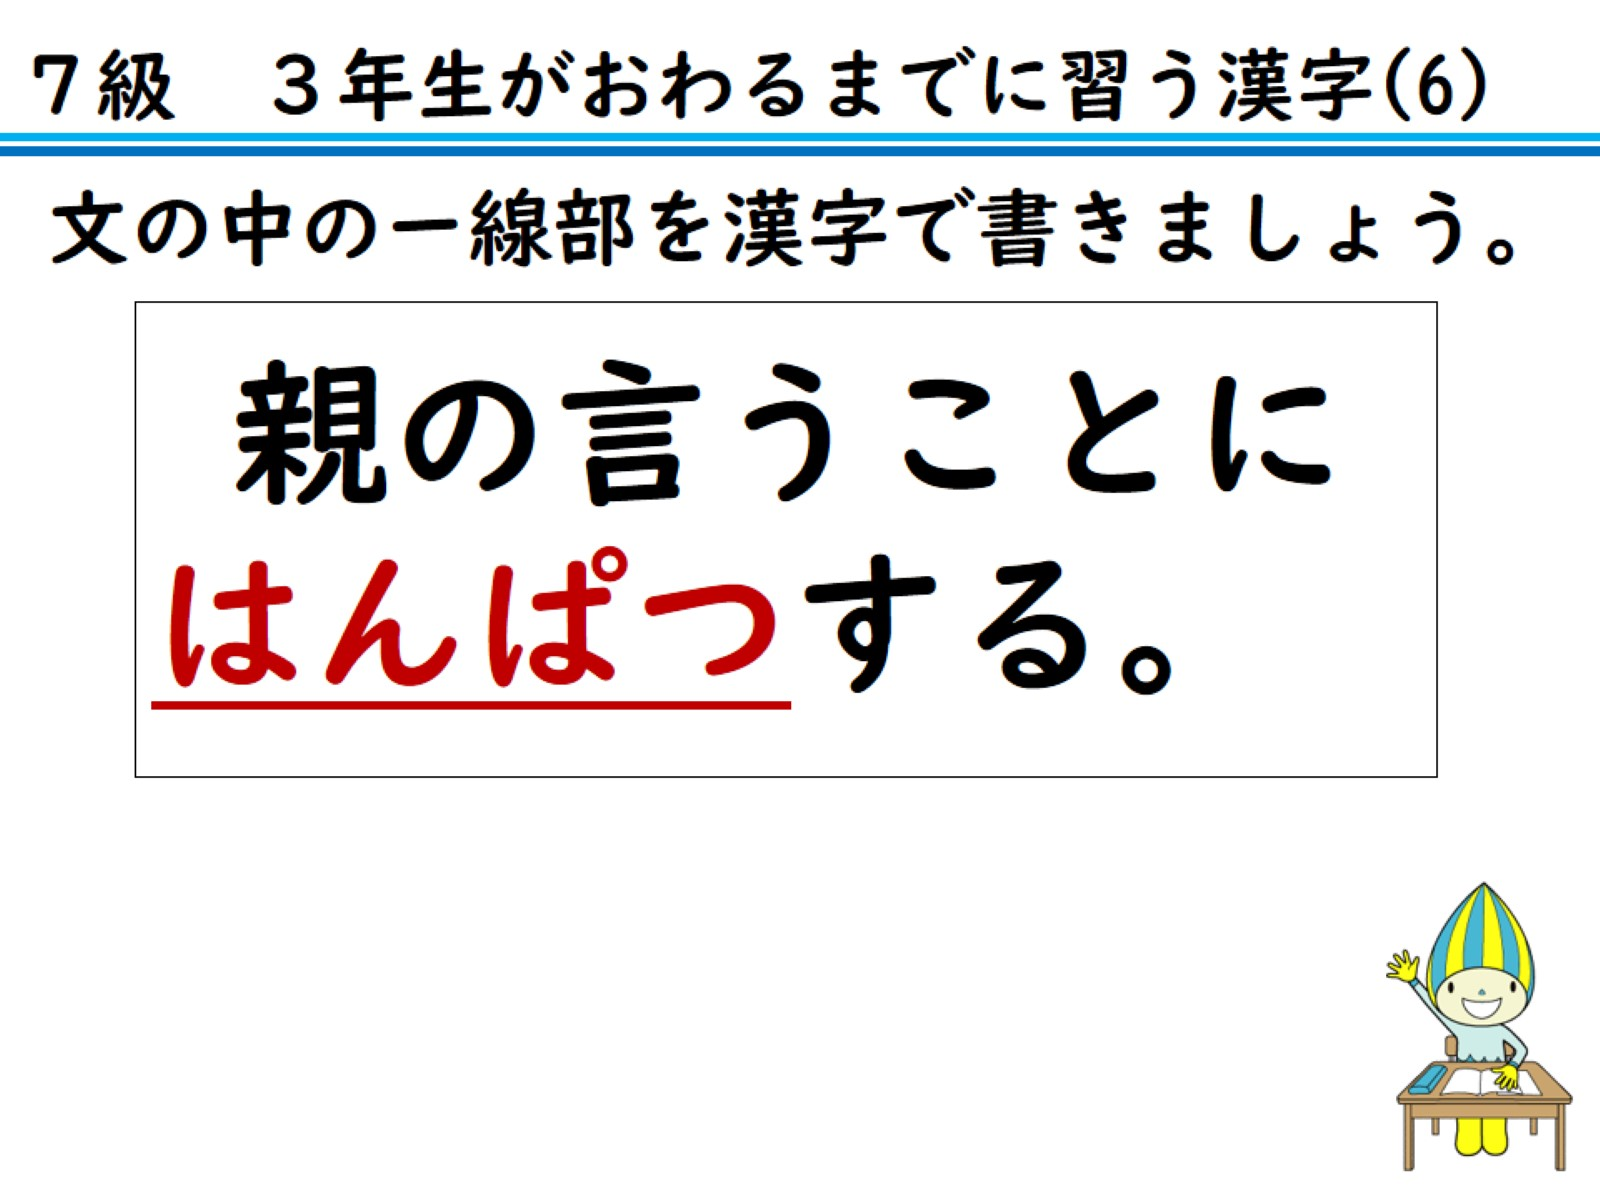 ７級　３年生がおわるまでに習う漢字(6)
文の中の一線部を漢字で書きましょう。
親の言うことに
はんぱつする。